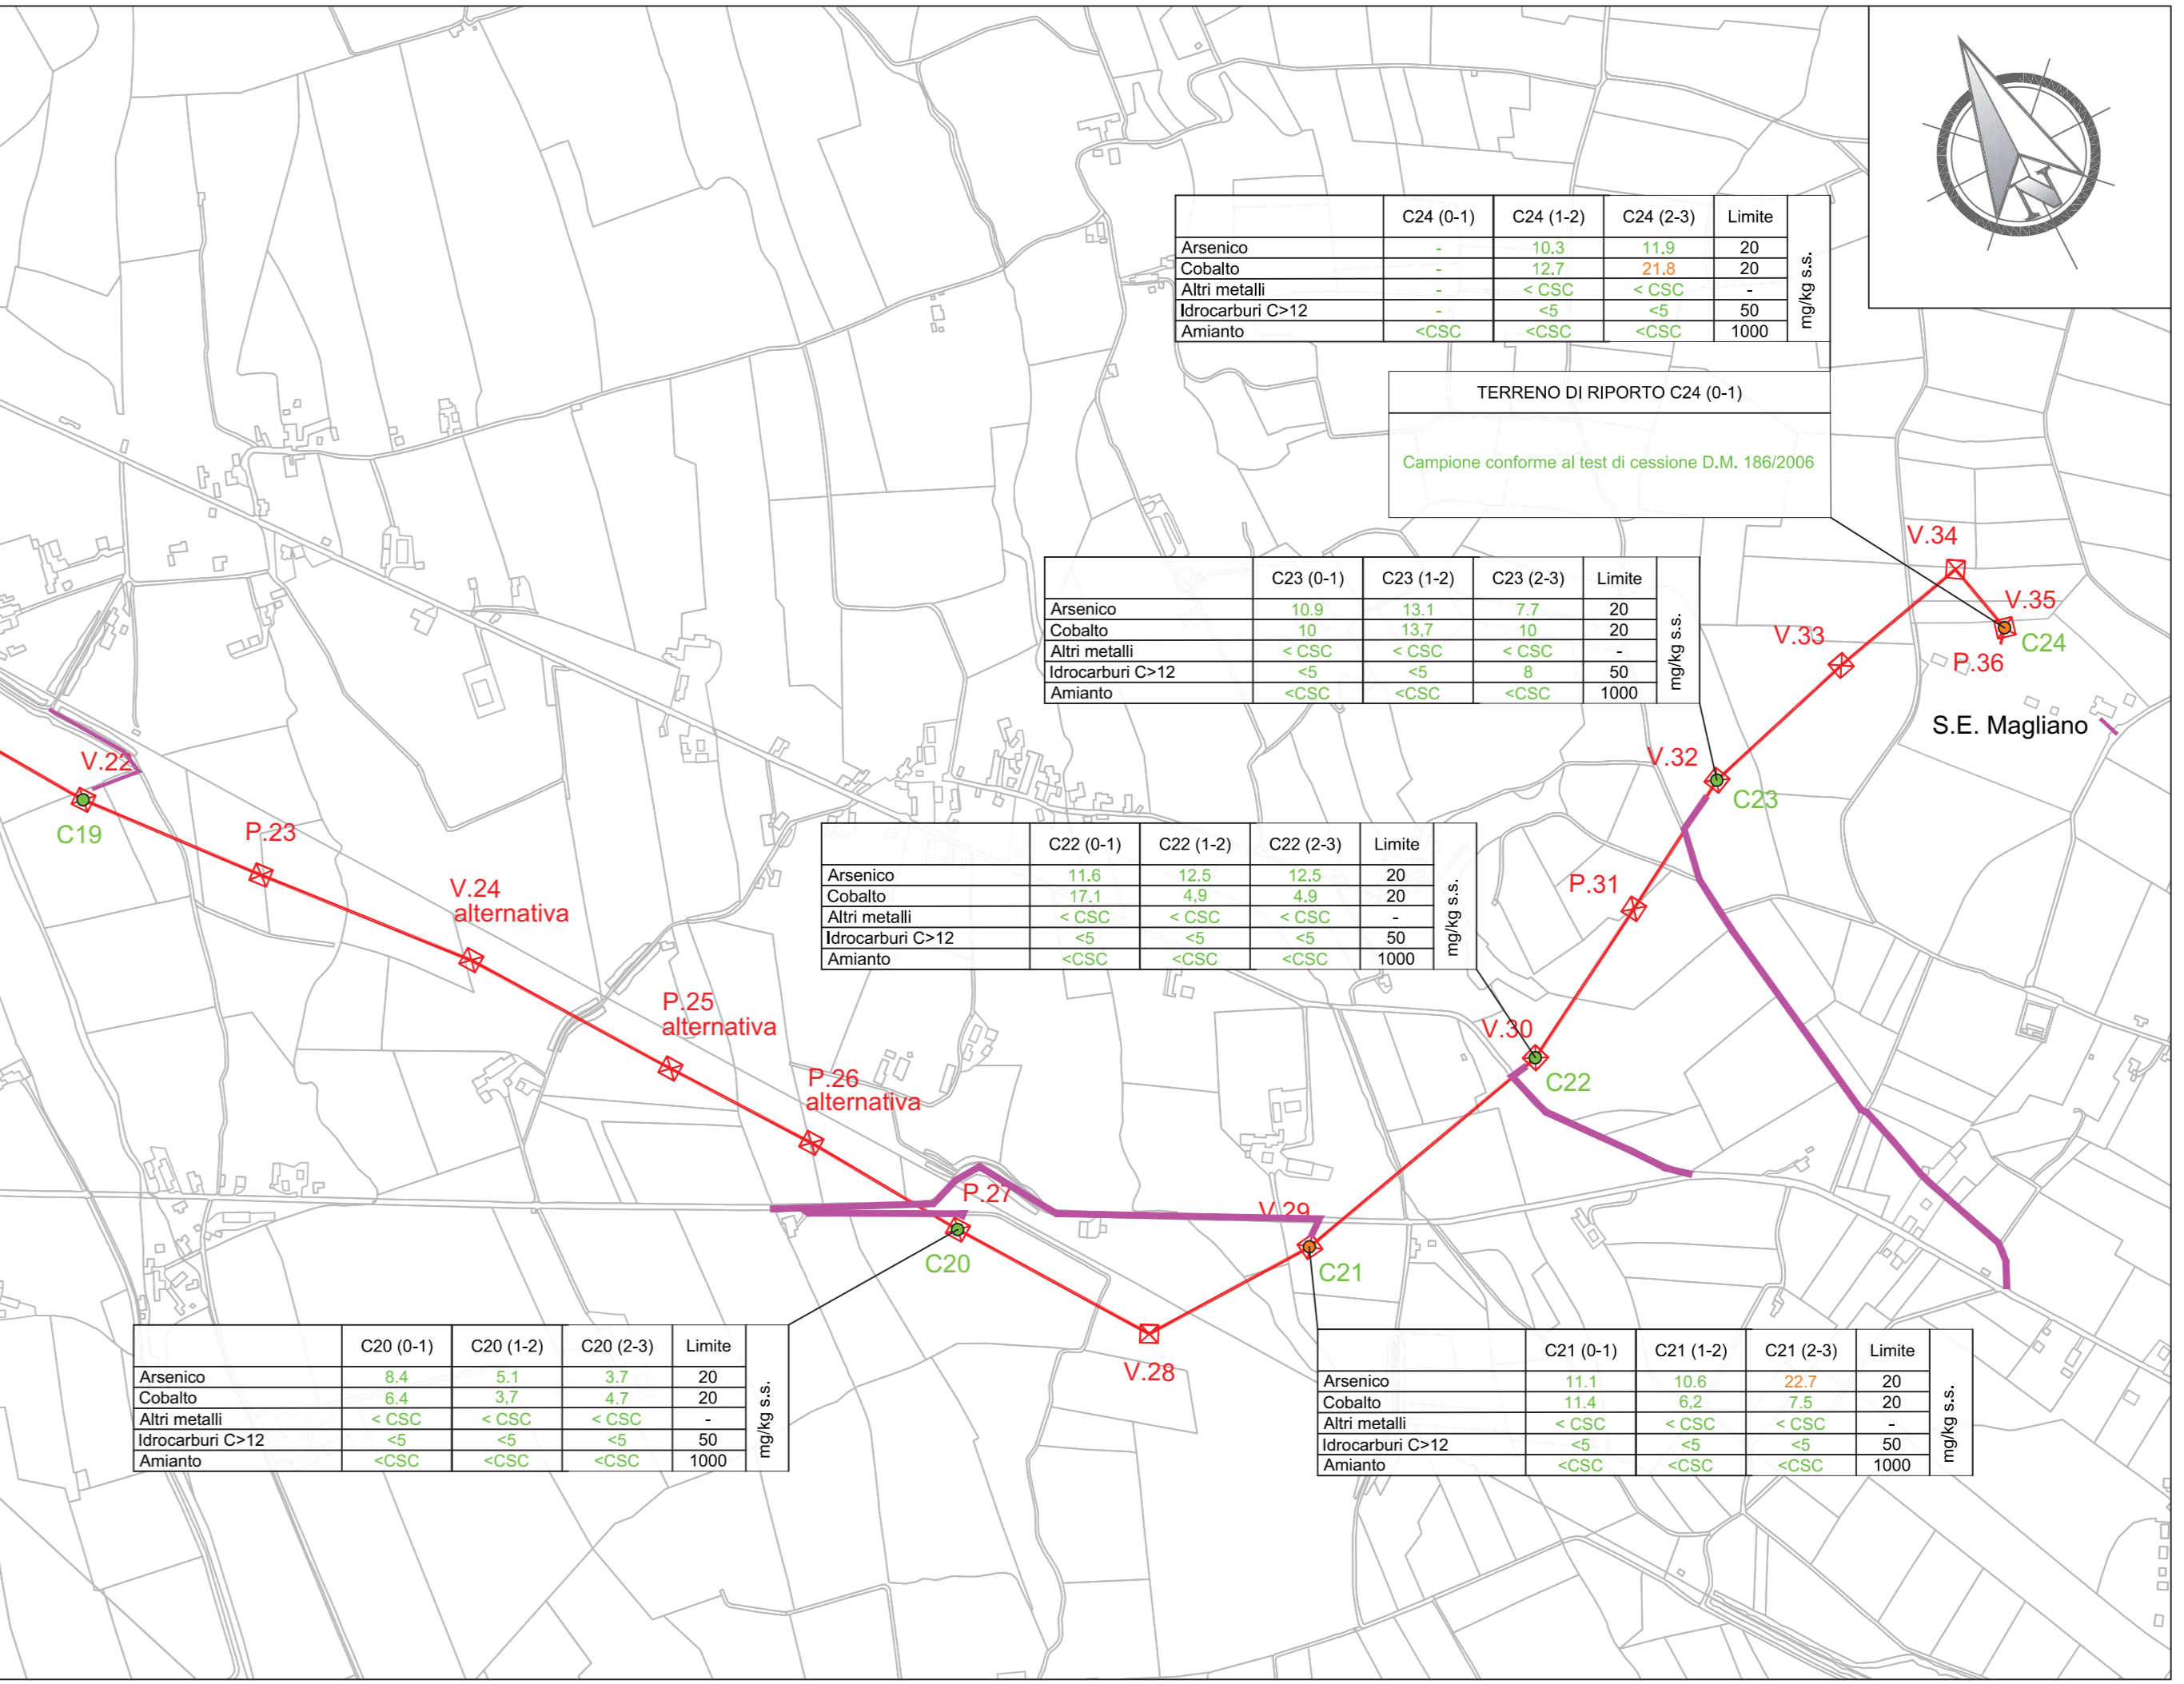 N
C24 (0-1) C24 (1-2) C24 (2-3) Limite
Arsenico - 10.3 11.9 20
Cobalto - 12.7 21.8 20
Altri metalli - < CSC < CSC -
Idrocarburi C>12 - <5 <5 50
Amianto <CSC <CSC <CSC 1000
mg/kg s.s.
TERRENO DI RIPORTO C24 (0-1)
Campione conforme al test di cessione D.M. 186/2006
V.34
V.35
C24
V.33
P.36
S.E. Magliano
C23 (0-1) C23 (1-2) C23 (2-3) Limite
Arsenico 10.9 13.1 7.7 20
Cobalto 10 13,7 10 20
Altri metalli < CSC < CSC < CSC -
Idrocarburi C>12 <5 <5 8 50
Amianto <CSC <CSC <CSC 1000
mg/kg s.s.
V.32
C23
V.22
C19
P.23
V.24
alternativa
C22 (0-1) C22 (1-2) C22 (2-3) Limite
Arsenico 11.6 12.5 12.5 20
Cobalto 17.1 4,9 4.9 20
Altri metalli < CSC < CSC < CSC -
Idrocarburi C>12 <5 <5 <5 50
Amianto <CSC <CSC <CSC 1000
mg/kg s.s.
P.31
P.25
alternativa
V.30
C22
P.26
alternativa
P.27
C20
V.29
C21
V.28
C20 (0-1) C20 (1-2) C20 (2-3) Limite
Arsenico 8.4 5.1 3.7 20
Cobalto 6.4 3,7 4.7 20
Altri metalli < CSC < CSC < CSC -
Idrocarburi C>12 <5 <5 <5 50
Amianto <CSC <CSC <CSC 1000
mg/kg s.s.
C21 (0-1) C21 (1-2) C21 (2-3) Limite
Arsenico 11.1 10.6 22.7 20
Cobalto 11.4 6,2 7.5 20
Altri metalli < CSC < CSC < CSC -
Idrocarburi C>12 <5 <5 <5 50
Amianto <CSC <CSC <CSC 1000
mg/kg s.s.